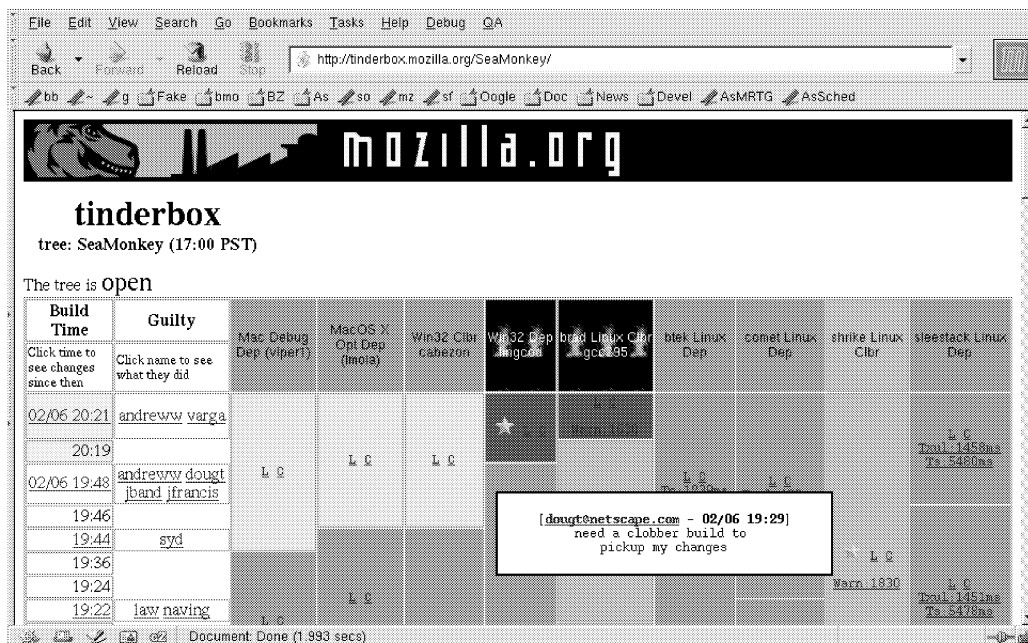 File Edit View Search Go Bookmarks Tasks Help Debug QA
Back Forward Reload Stop http://tinderbox.mozilla.org/SeaMonkey/
bb ~ g Fake bmo BZ As so mz sf Oogle Doc News Devel AsMRTG AsSched
mozilla.org
tinderbox
tree: SeaMonkey (17:00 PST)
The tree is open
Build Time
Guilty
Click time to see changes since then
Click name to see what they did
Mac Debug Dep (viper1)
MacOS X Opt Dep (imola)
Win32 Clbr cabezon
Win32 Dep lingcod
brad Linux Clbr gcc295
btek Linux Dep
comet Linux Dep
shrike Linux Clbr
sleestack Linux Dep
02/06 20:21 andreww varga
20:19
02/06 19:48 andreww dougt jband jfrancis
19:46
19:44 syd
19:36
19:24
19:22 law naving
L C
L C
L C
L C
L C
L C
L C
L C
Txul:1458ms
Ts:5480ms
[dougt@netscape.com - 02/06 19:29]
need a clobber build to
pickup my changes
L C
Warn:1830
L C
Txul:1451ms
Ts:5478ms
L C
L C
Document: Done (1.993 secs)